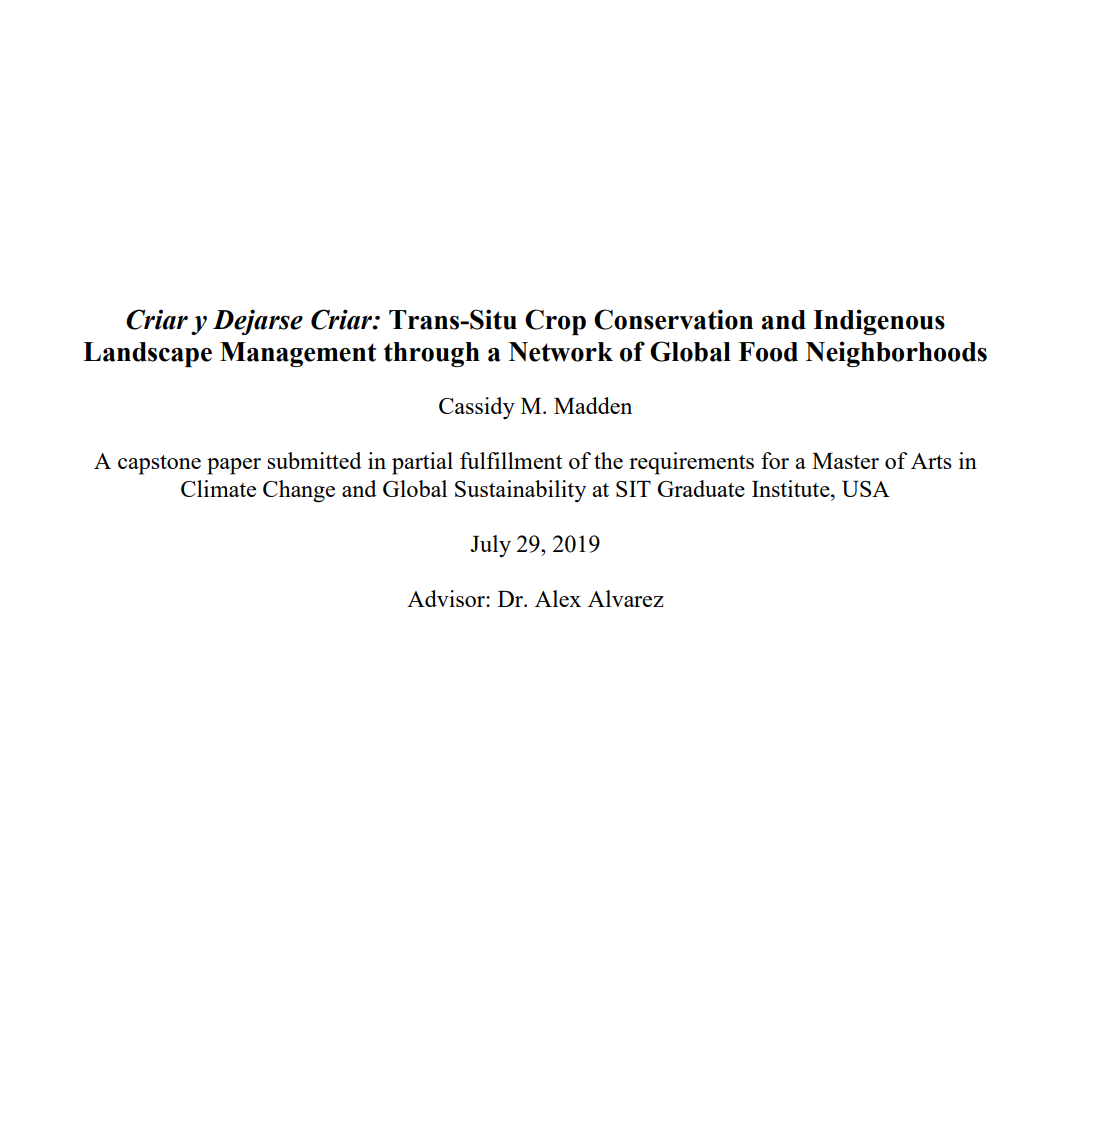 Criar y Dejarse Criar: Trans-Situ Crop Conservation and Indigenous
Landscape Management through a Network of Global Food Neighborhoods
Cassidy M. Madden
A capstone paper submitted in partial fulfillment of the requirements for a Master of Arts in
Climate Change and Global Sustainability at SIT Graduate Institute, USA
July 29, 2019
Advisor: Dr. Alex Alvarez